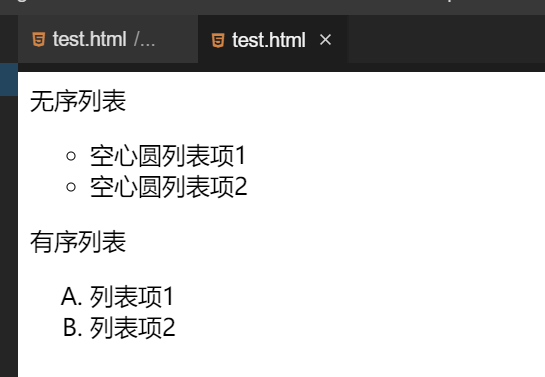 test.html /...
test.html ×
无序列表
空心圆列表项1
空心圆列表项2
有序列表
A. 列表项1
B. 列表项2